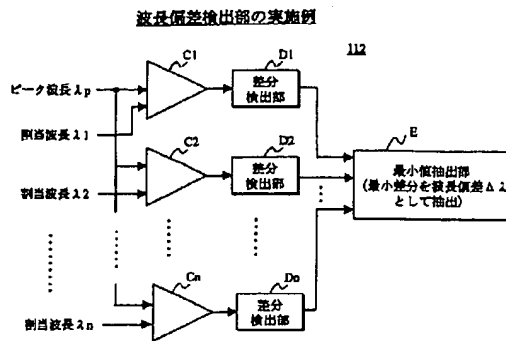 波長偏差検出部の実施例
112
C1
D1
ピーク波長λp
差分
検出部
割当波長λ1
E
C2
D2
最小値抽出部
(最小差分を波長偏差Δλ
として抽出)
差分
検出部
割当波長λ2
Cn
Dn
差分
検出部
割当波長λn